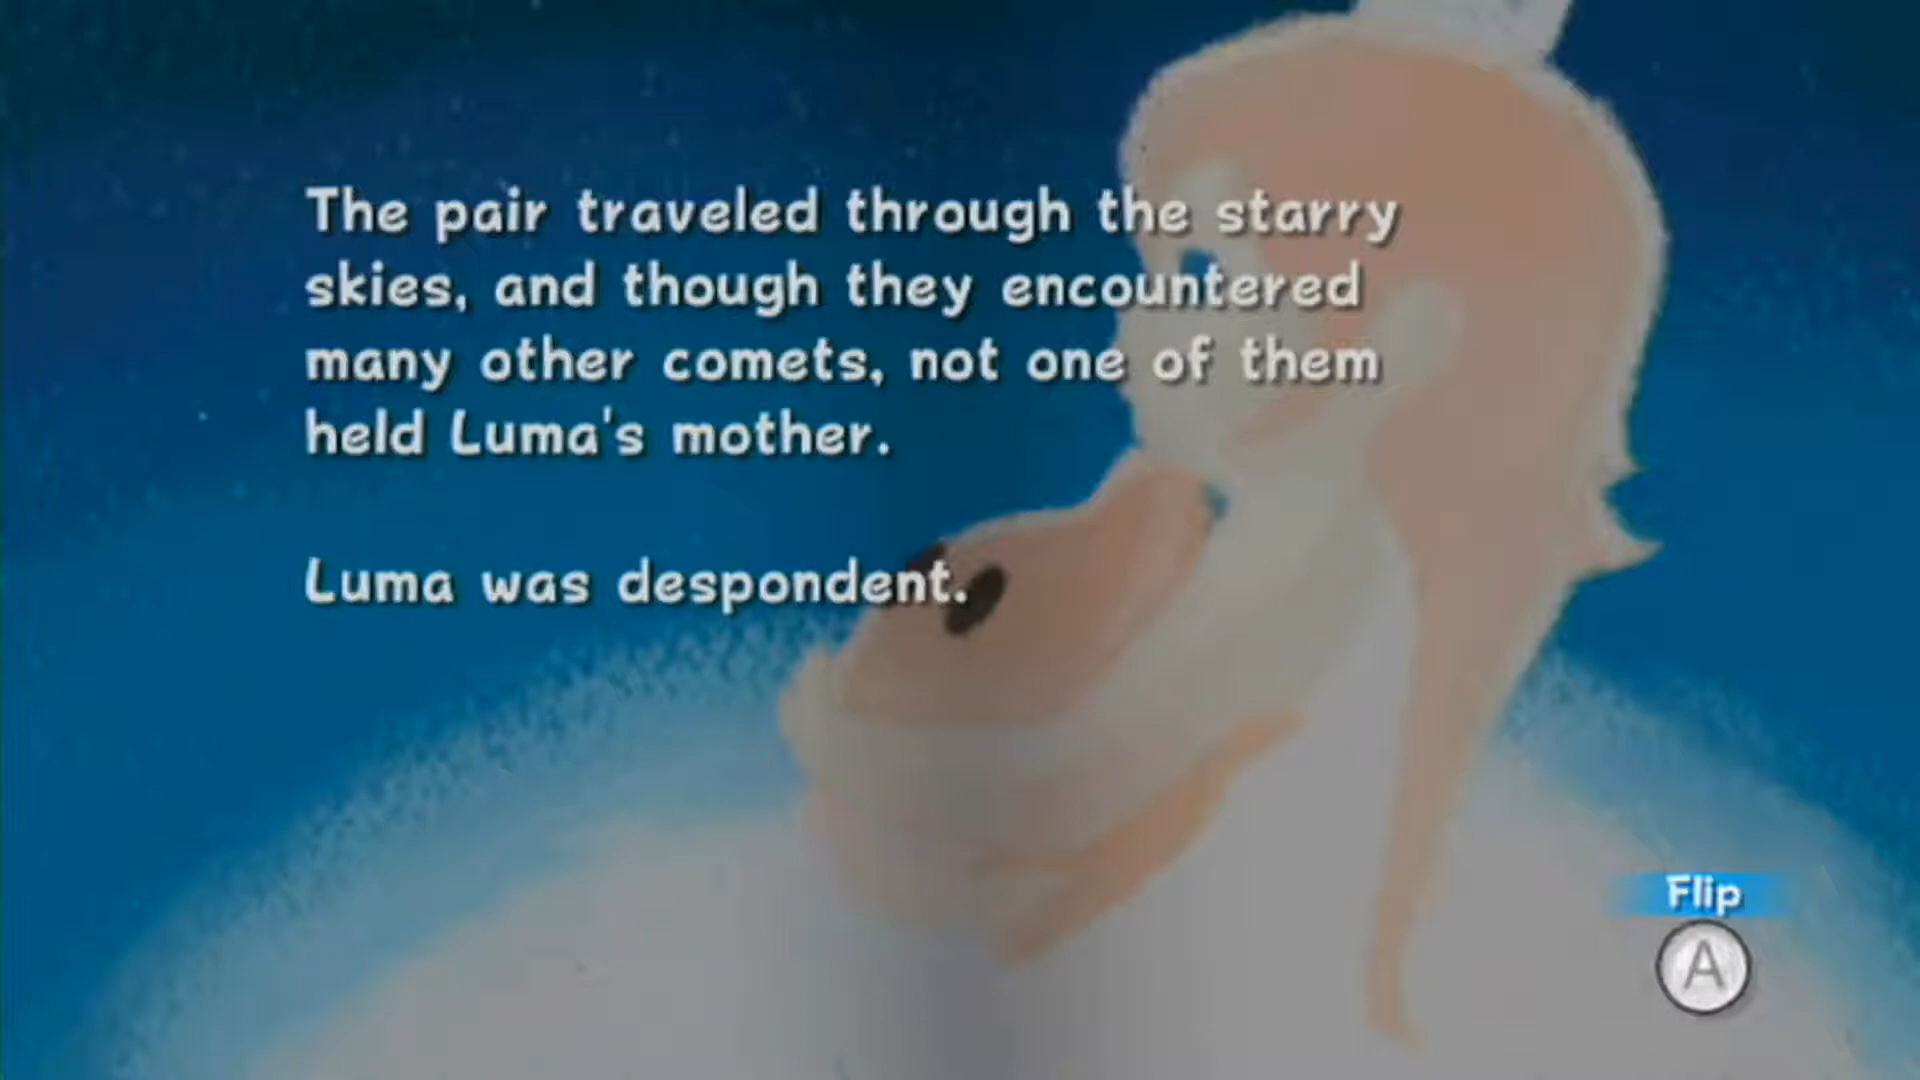 The pair traveled through the starry
skies, and though they encountered
many other comets, not one of them
held Luma's mother.
Luma was despondent.
Flip
A